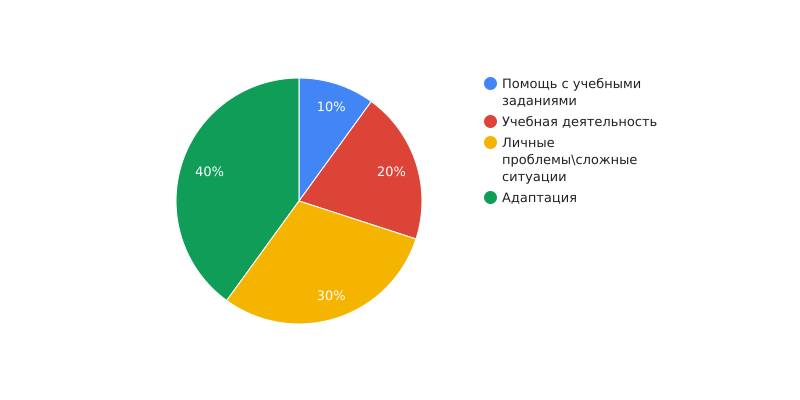 10%
20%
30%
40%
Помощь с учебными
заданиями
Учебная деятельность
Личные
проблемы\сложные
ситуации
Адаптация